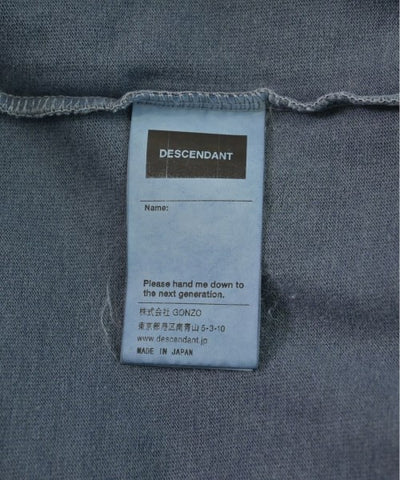 DESCENDANT
Name:
Please hand me down to
the next generation.
株式会社 GONZO
東京都港区南青山 5-3-10
www.descendant.jp
MADE IN JAPAN